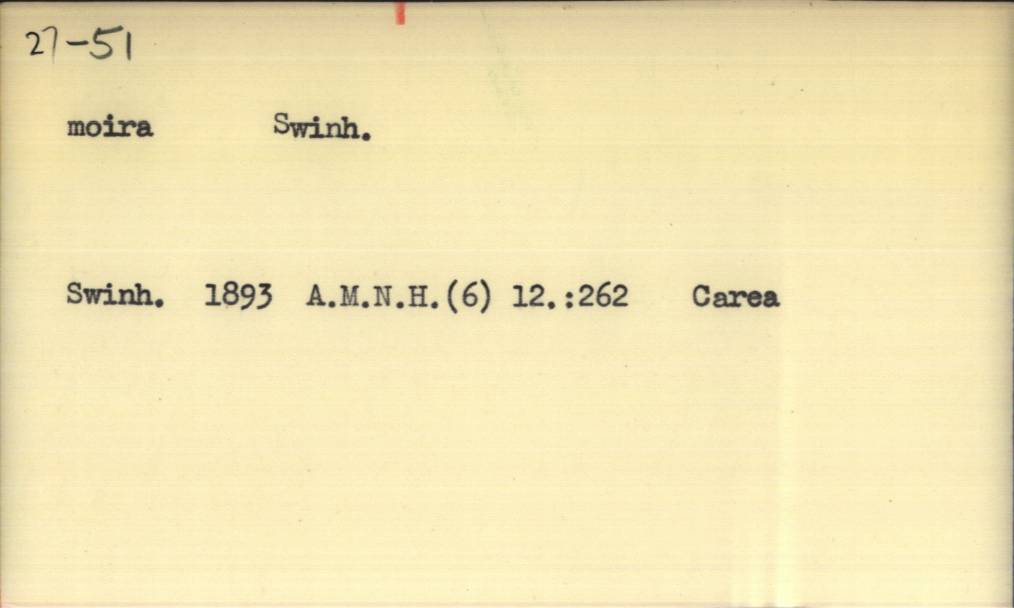 27-51
moira Swinh.
Swinh. 1893 A.M.N.H.(6) 12.:262 Carea